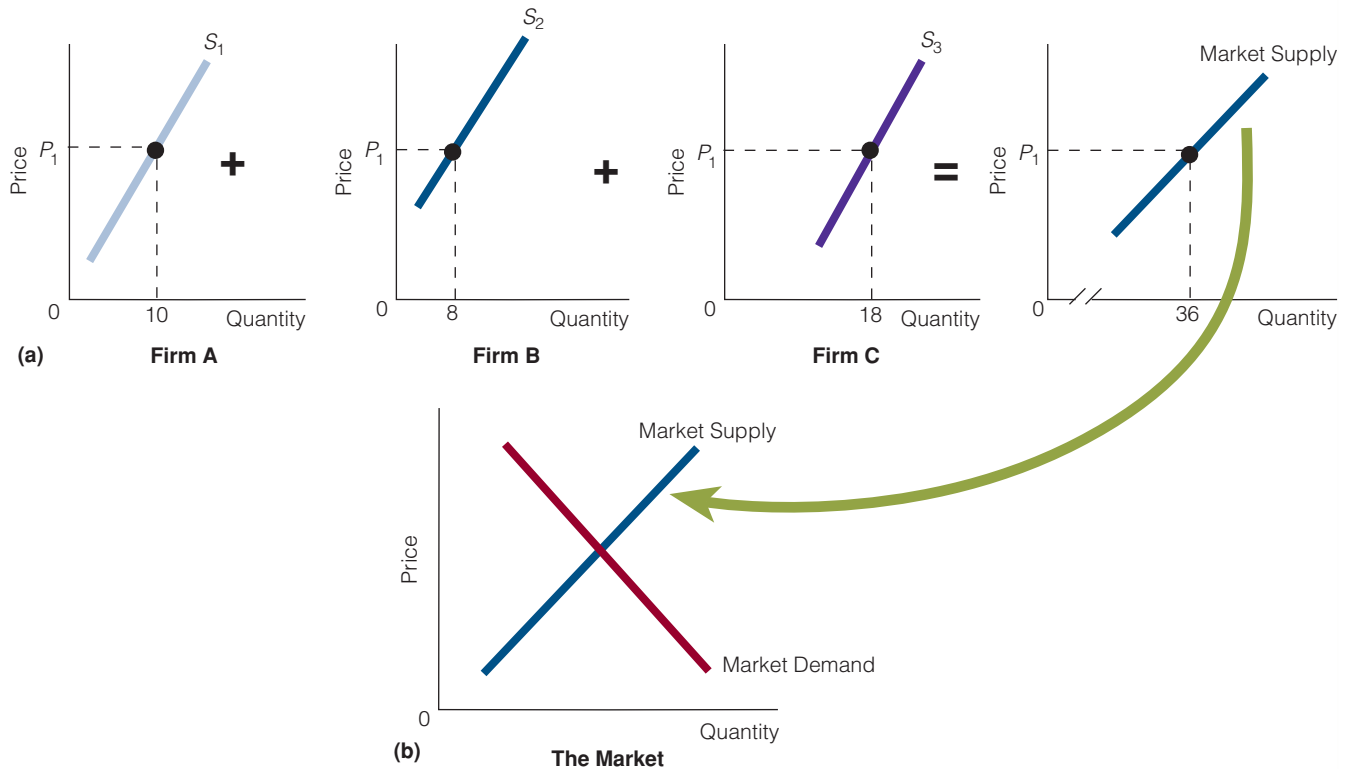 S1
S2
S3
Market Supply
P1
P1
P1
P1
Price
Price
Price
Price
+
+
=
0
10
Quantity
0
8
Quantity
0
18
Quantity
0
36
Quantity
(a)
Firm A
Firm B
Firm C
Market Supply
Price
Market Demand
0
Quantity
(b)
The Market